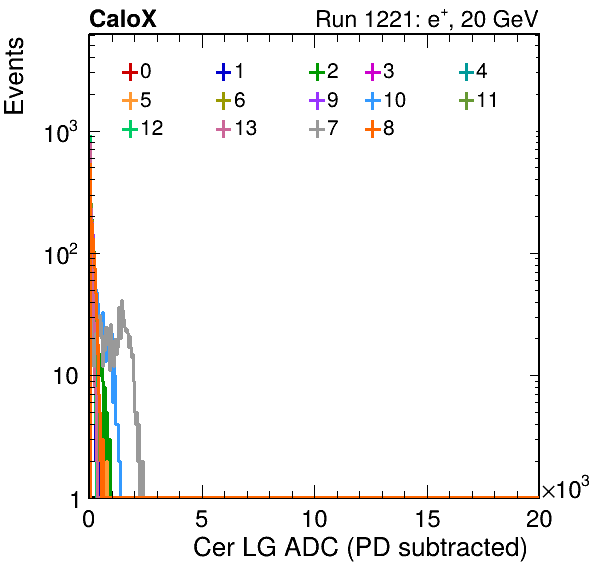 CaloX Run 1221: e⁺, 20 GeV
Events
0 1 2 3 4
5 6 9 10 11
12 13 7 8
10³
10²
10
1
0 5 10 15 20
×10³
Cer LG ADC (PD subtracted)